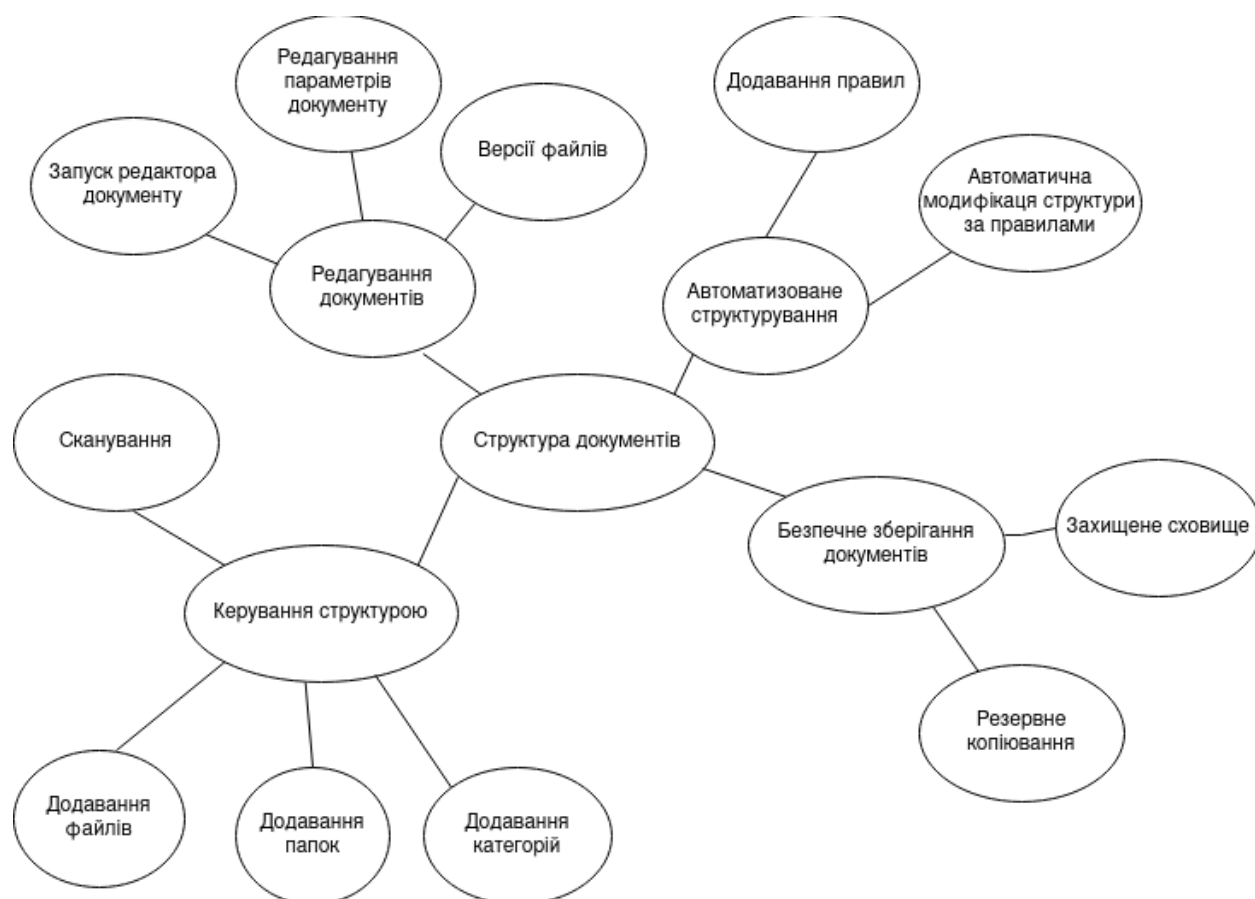 Редагування
параметрів
документу
Додавання правил
Версії файлів
Запуск редактора
документу
Автоматична
модифікаця структури
за правилами
Редагування
документів
Автоматизоване
структурування
Сканування
Структура документів
Безпечне зберігання
документів
Захищене сховище
Керування структурою
Резервне
копіювання
Додавання
файлів
Додавання
папок
Додавання
категорій